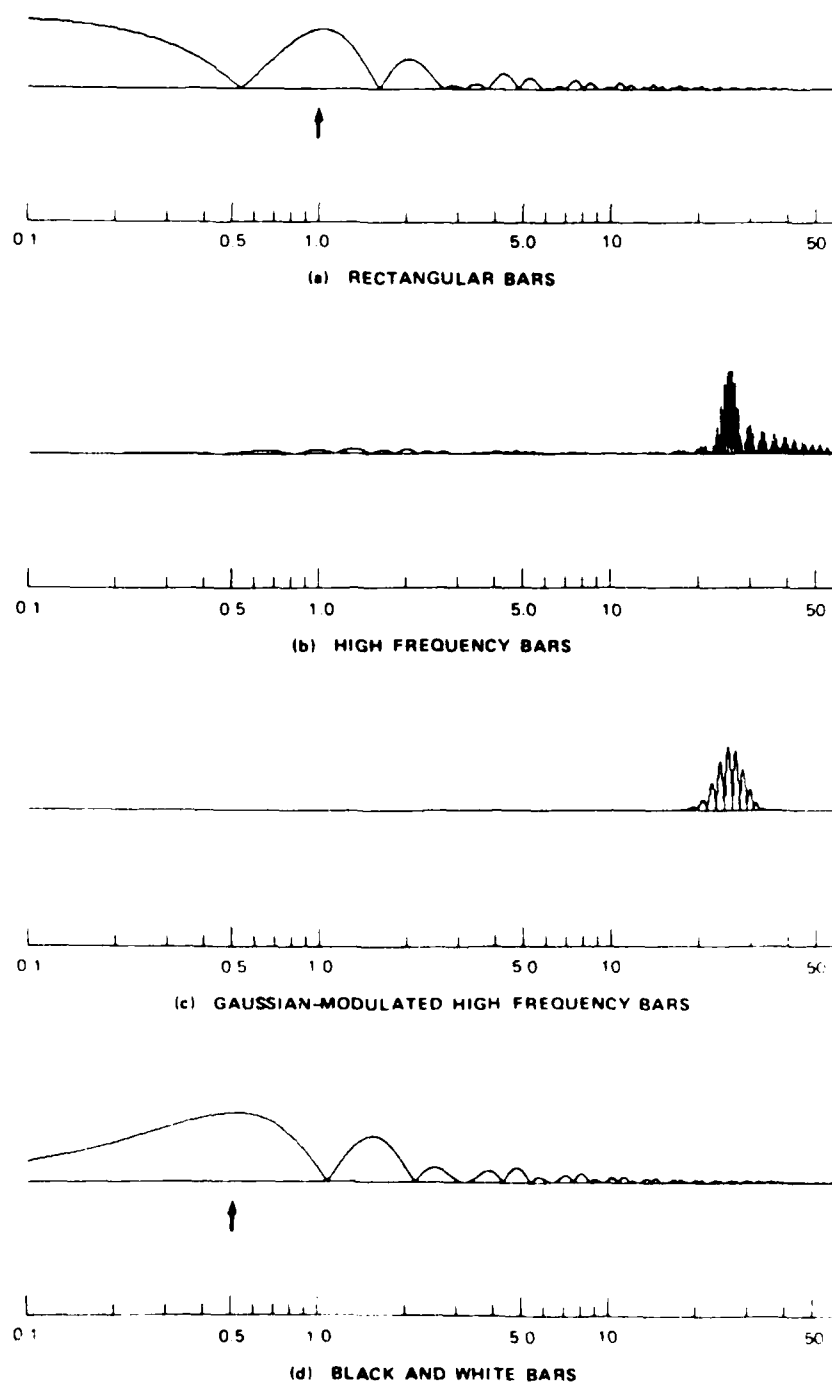 0.1 0.5 1.0 5.0 10 50
(a) RECTANGULAR BARS
0.1 0.5 1.0 5.0 10 50
(b) HIGH FREQUENCY BARS
0.1 0.5 1.0 5.0 10 50
(c) GAUSSIAN-MODULATED HIGH FREQUENCY BARS
0.1 0.5 1.0 5.0 10 50
(d) BLACK AND WHITE BARS